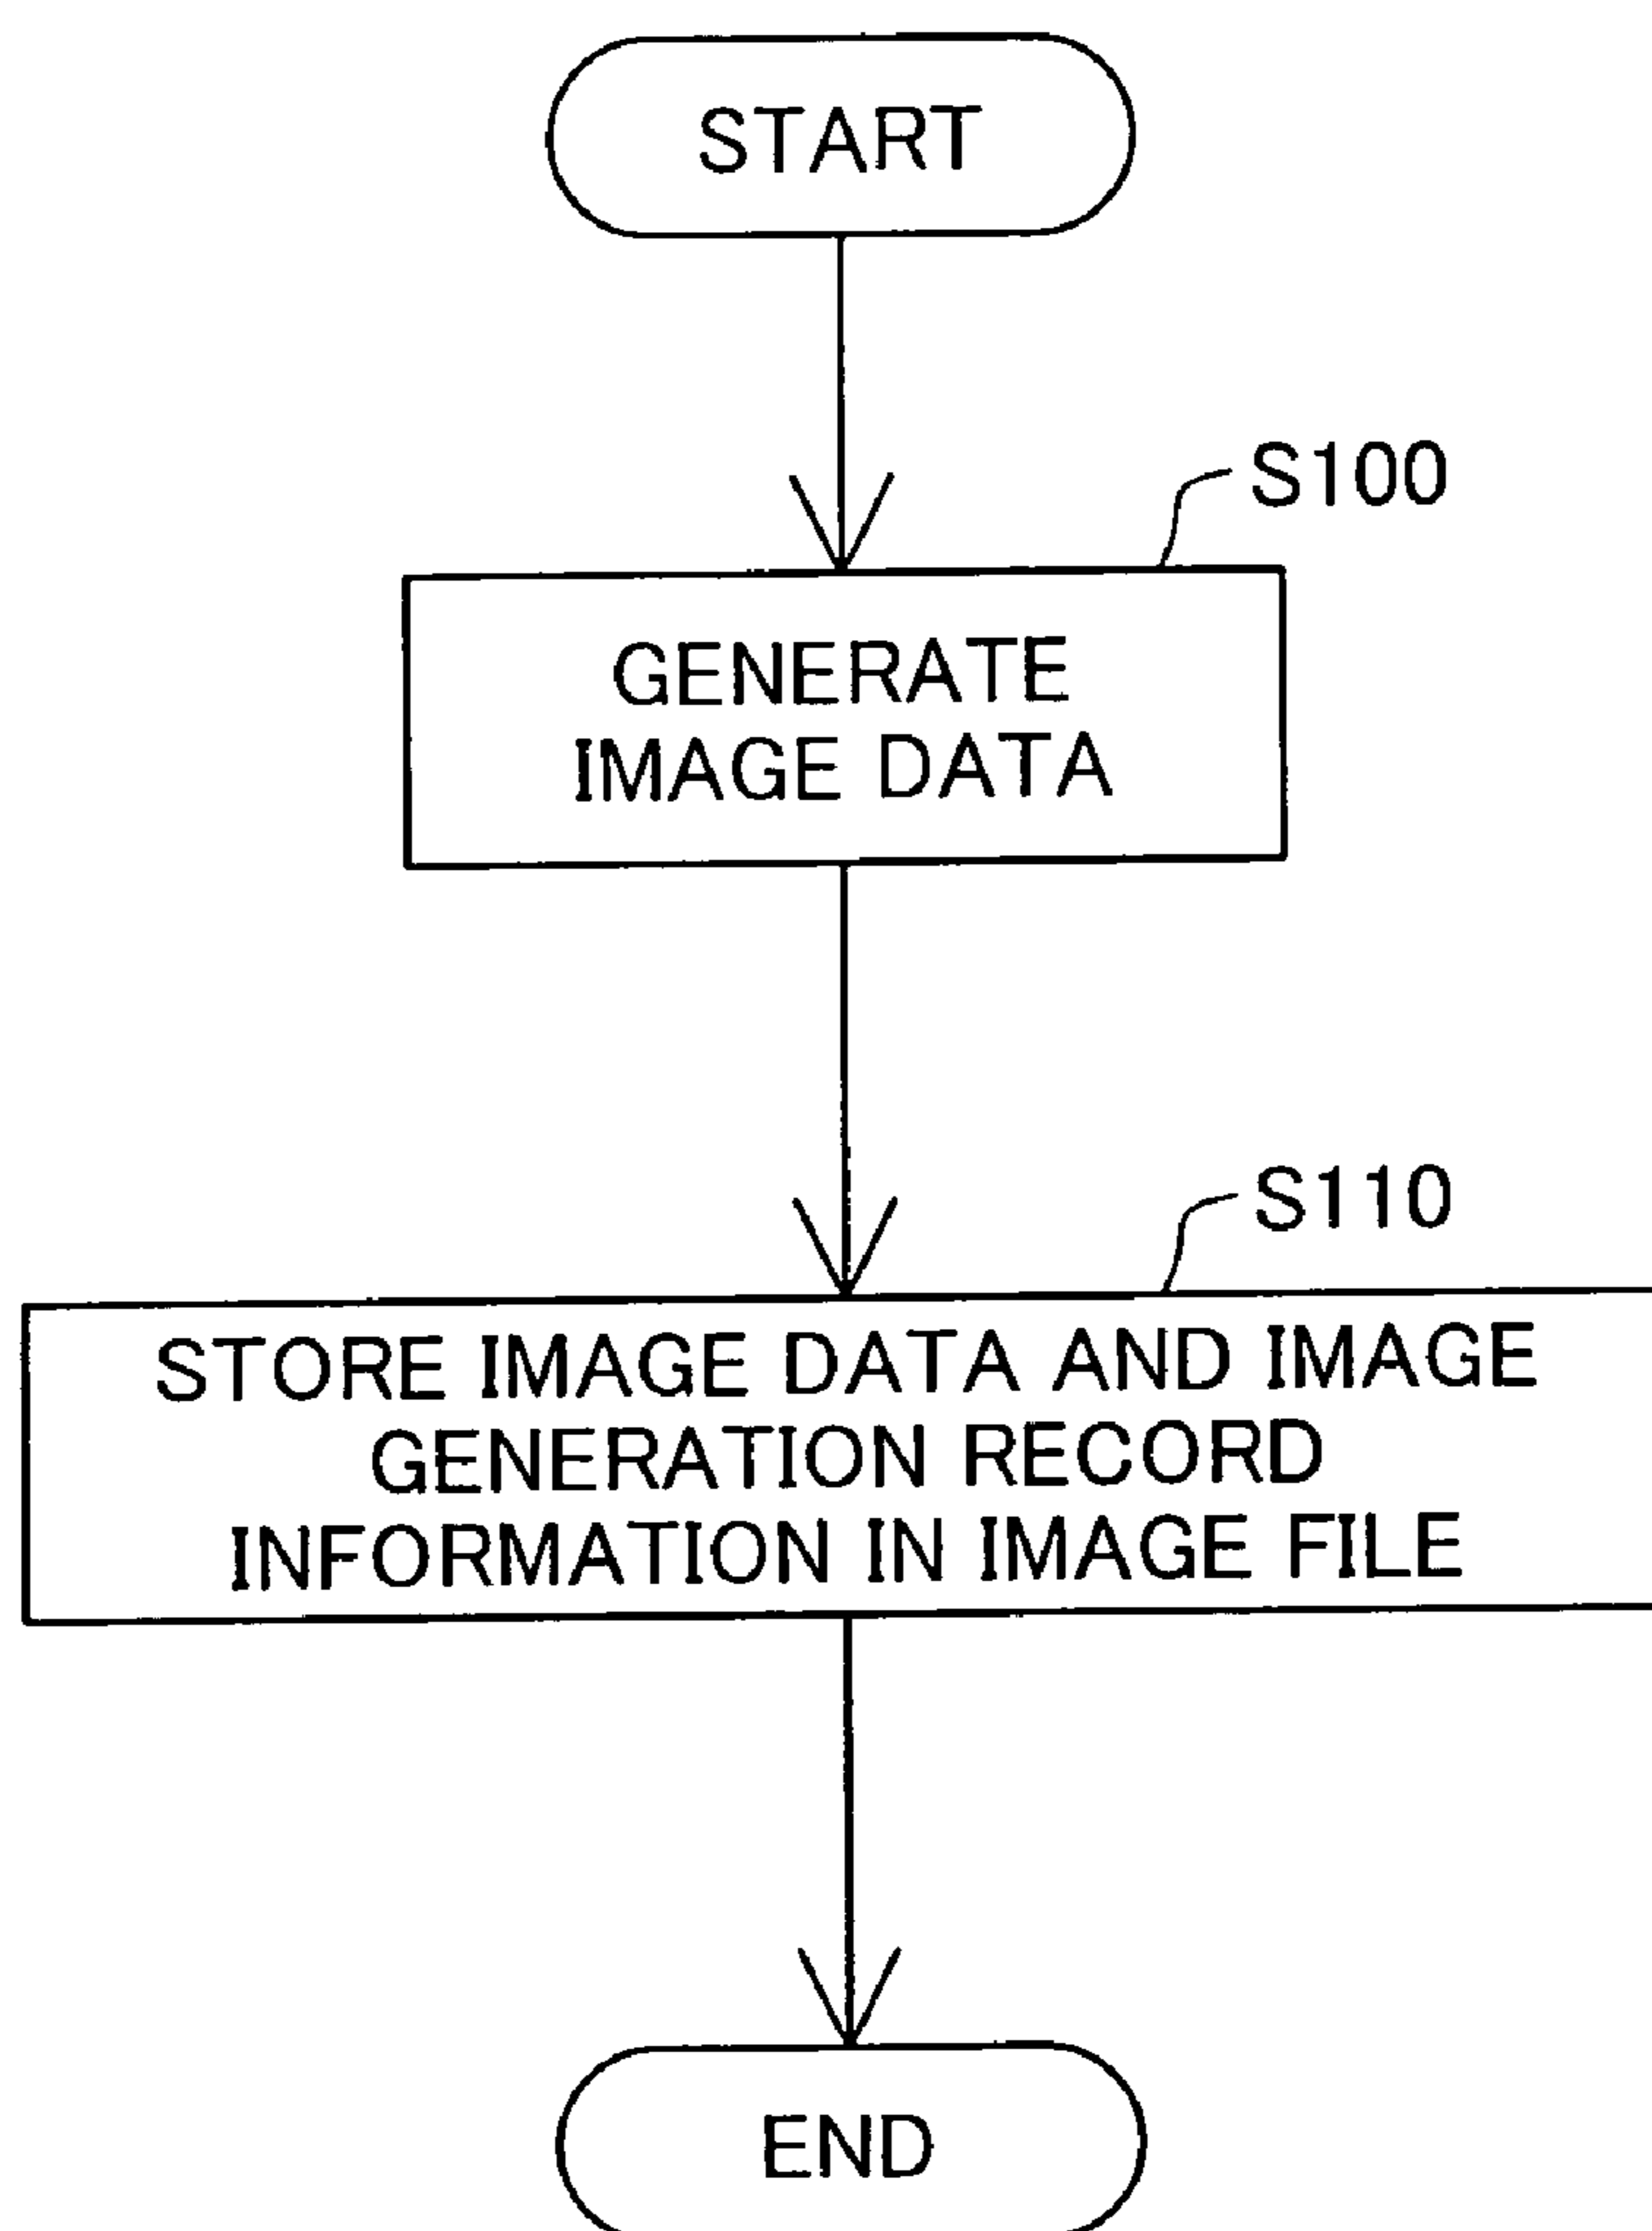 START
S100
GENERATE
IMAGE DATA
S110
STORE IMAGE DATA AND IMAGE
GENERATION RECORD
INFORMATION IN IMAGE FILE
END